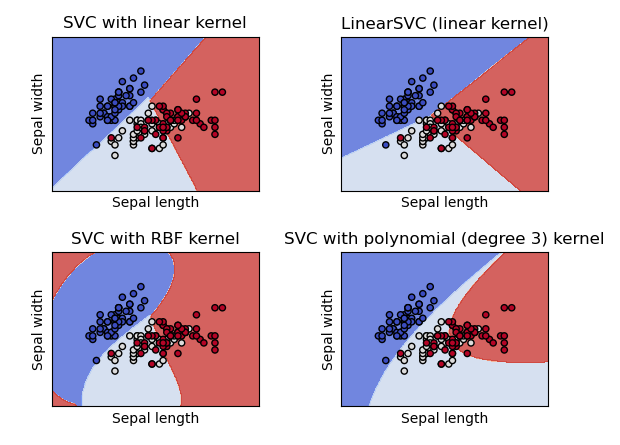 SVC with linear kernel
LinearSVC (linear kernel)
Sepal width
Sepal width
Sepal length
Sepal length
SVC with RBF kernel
SVC with polynomial (degree 3) kernel
Sepal width
Sepal width
Sepal length
Sepal length